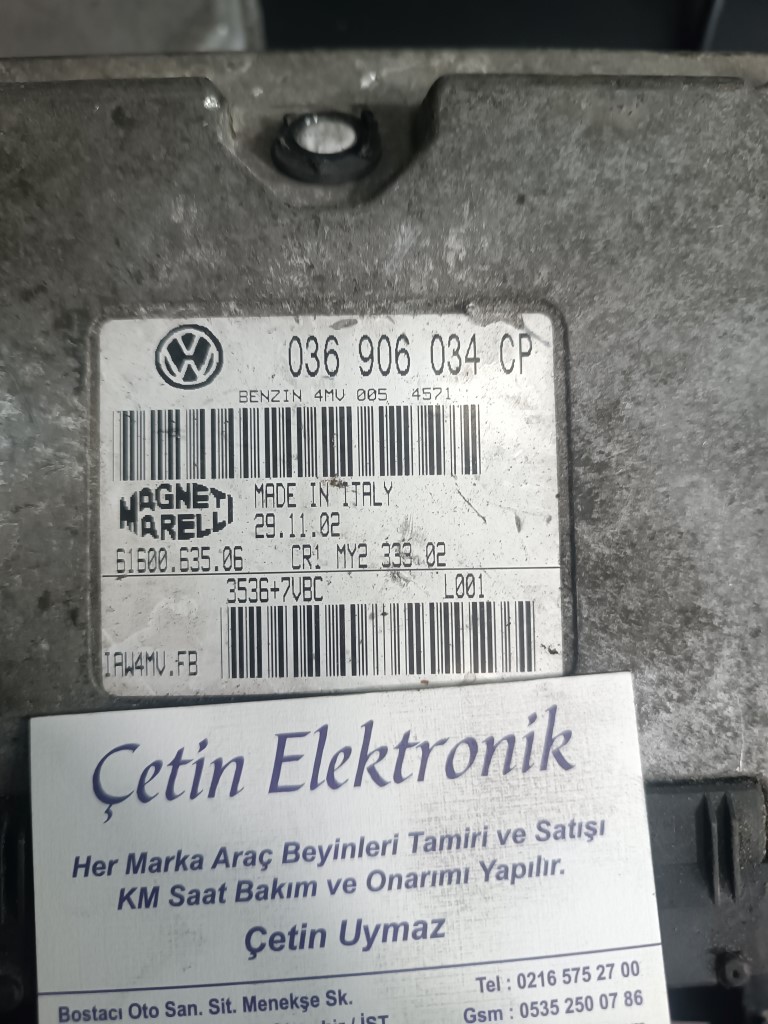 036 906 034 CP
BENZIN 4MV 005 4571
MAGNETI MADE IN ITALY
MARELLI 29.11.02
61600.635.06 CR1 MY2 333 02
3536+7VBC L001
IAW4MV.FB
Çetin Elektronik
Her Marka Araç Beyinleri Tamiri ve Satışı
KM Saat Bakım ve Onarımı Yapılır.
Çetin Uymaz
Tel : 0216 575 27 00
Bostacı Oto San. Sit. Menekşe Sk.
Gsm : 0535 250 07 86